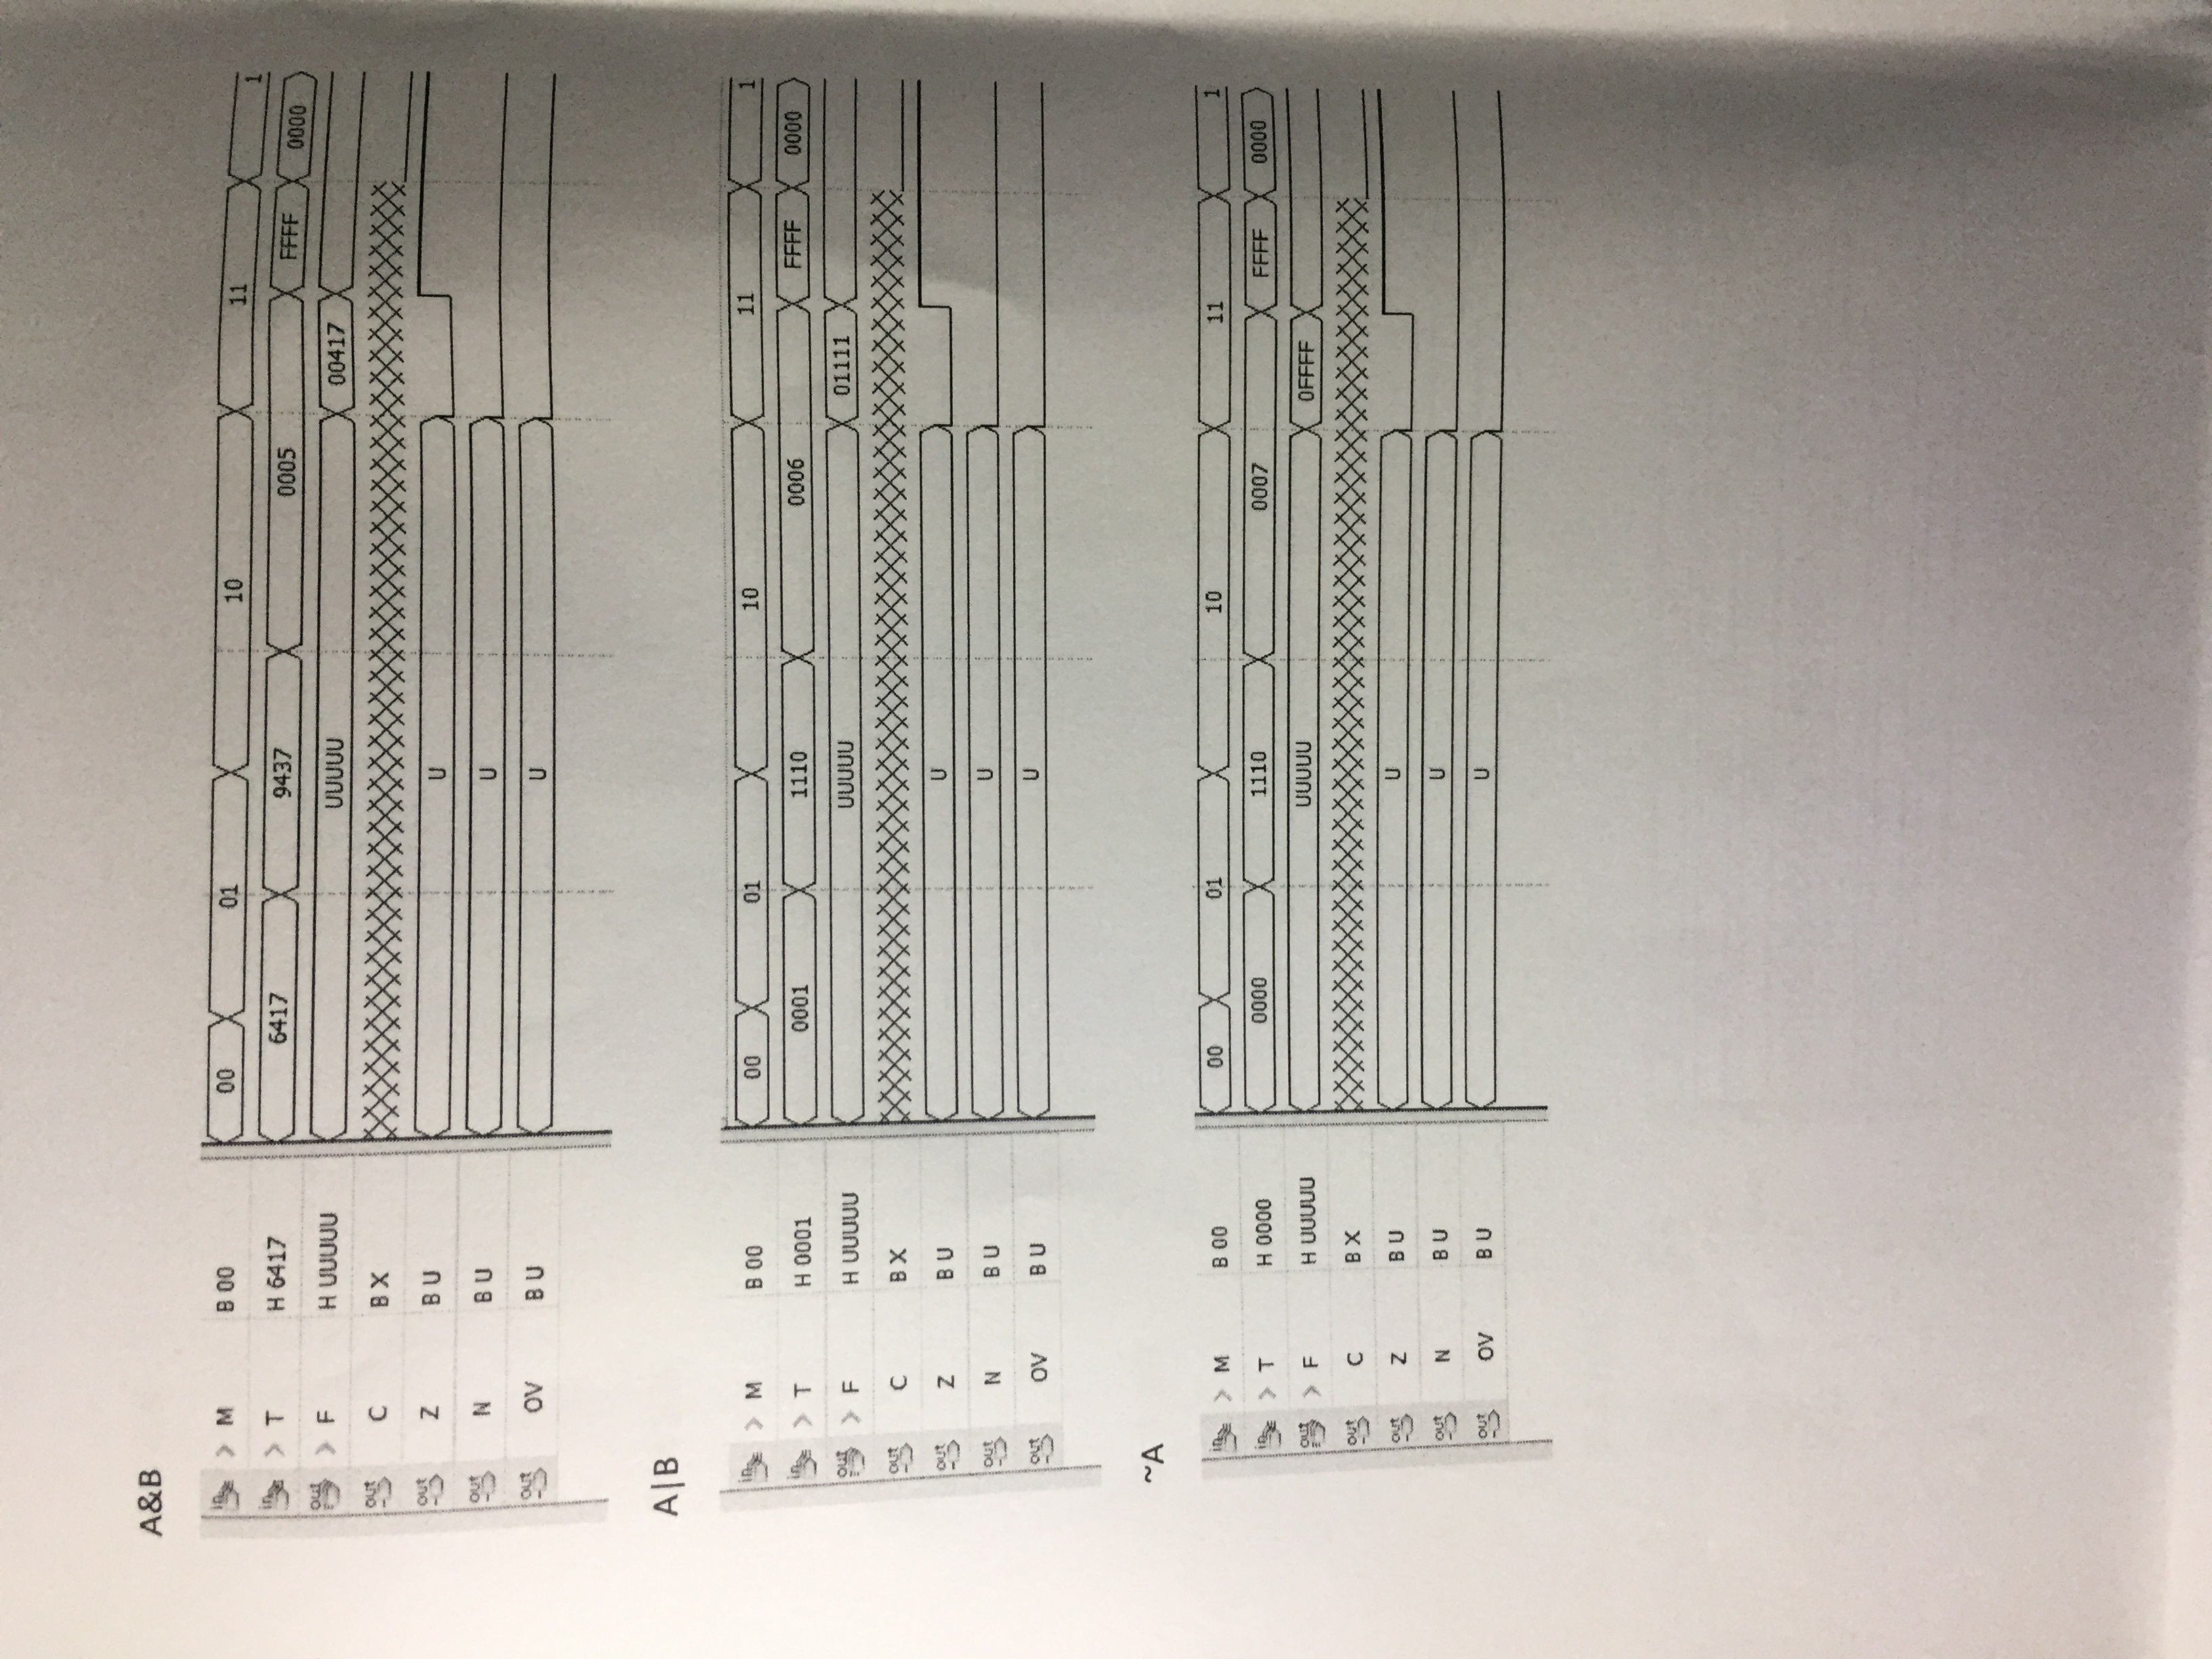 A&B
in M B 00 00 01 10 11 1
in T H 6417 6417 9437 0005 FFFF 0000
out F H UUUUU UUUUU 00417
out C B X
out Z B U U
out N B U U
out OV B U U
A|B
in M B 00 00 01 10 11 1
in T H 0001 0001 1110 0006 FFFF 0000
out F H UUUUU UUUUU 01111
out C B X
out Z B U U
out N B U U
out OV B U U
~A
in M B 00 00 01 10 11 1
in T H 0000 0000 1110 0007 FFFF 0000
out F H UUUUU UUUUU 0FFFF
out C B X
out Z B U U
out N B U U
out OV B U U